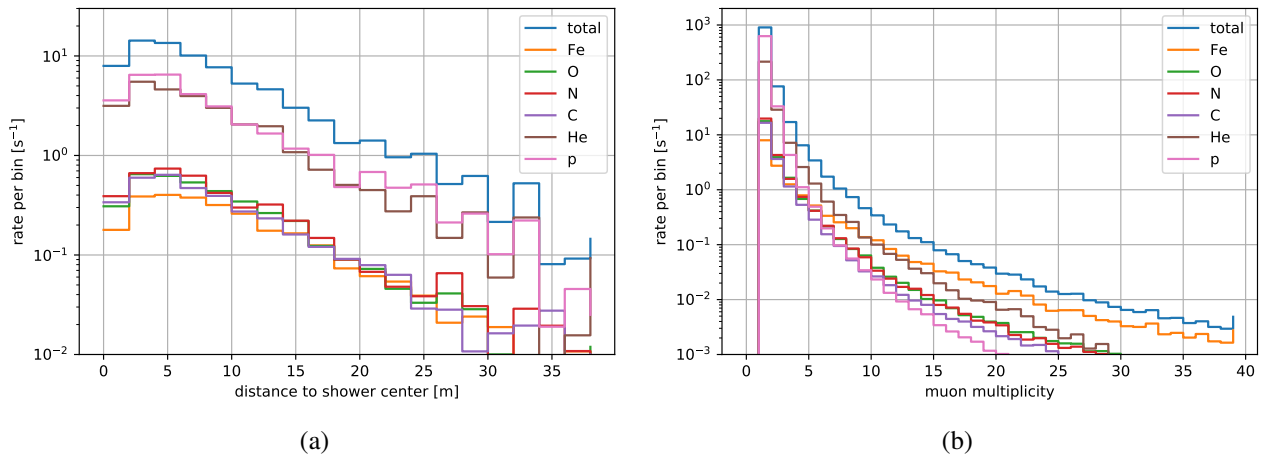 10¹
10⁰
10⁻¹
10⁻²
rate per bin [s⁻¹]
0 5 10 15 20 25 30 35
distance to shower center [m]
total
Fe
O
N
C
He
p
(a)
10³
10²
10¹
10⁰
10⁻¹
10⁻²
10⁻³
rate per bin [s⁻¹]
0 5 10 15 20 25 30 35 40
muon multiplicity
total
Fe
O
N
C
He
p
(b)